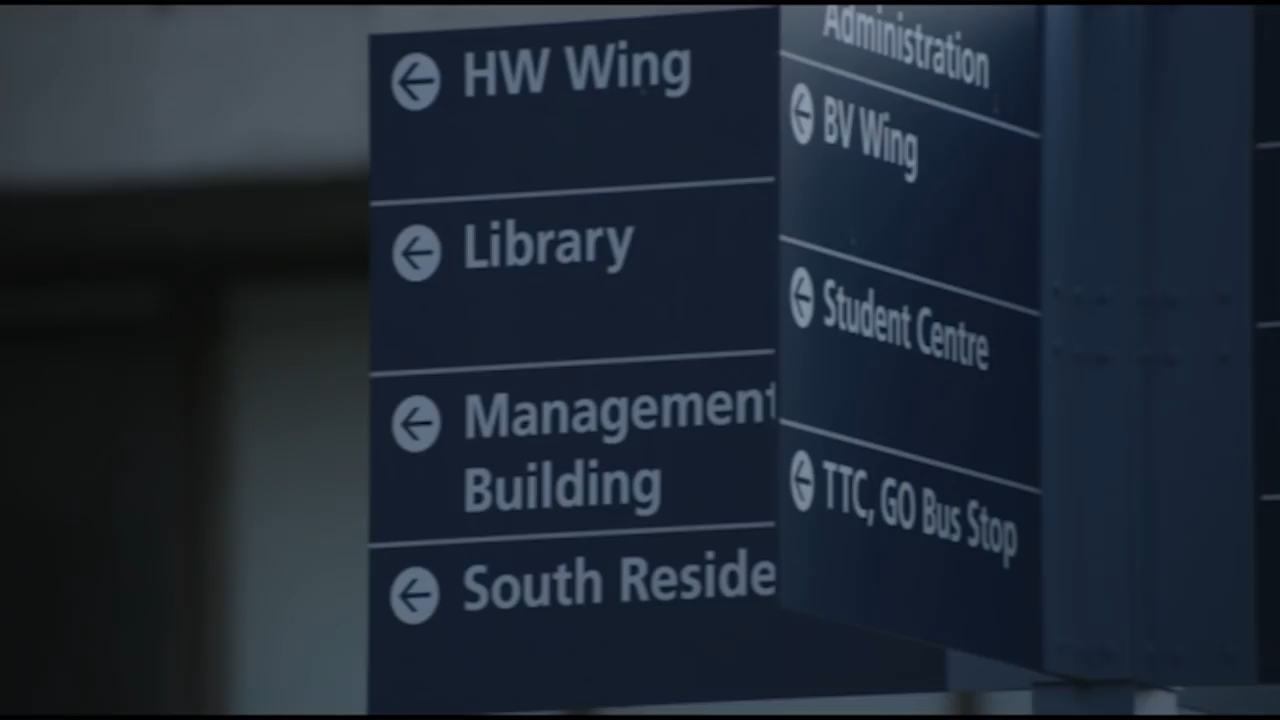 HW Wing
Library
Management
Building
South Reside
Administration
BV Wing
Student Centre
TTC, GO Bus Stop